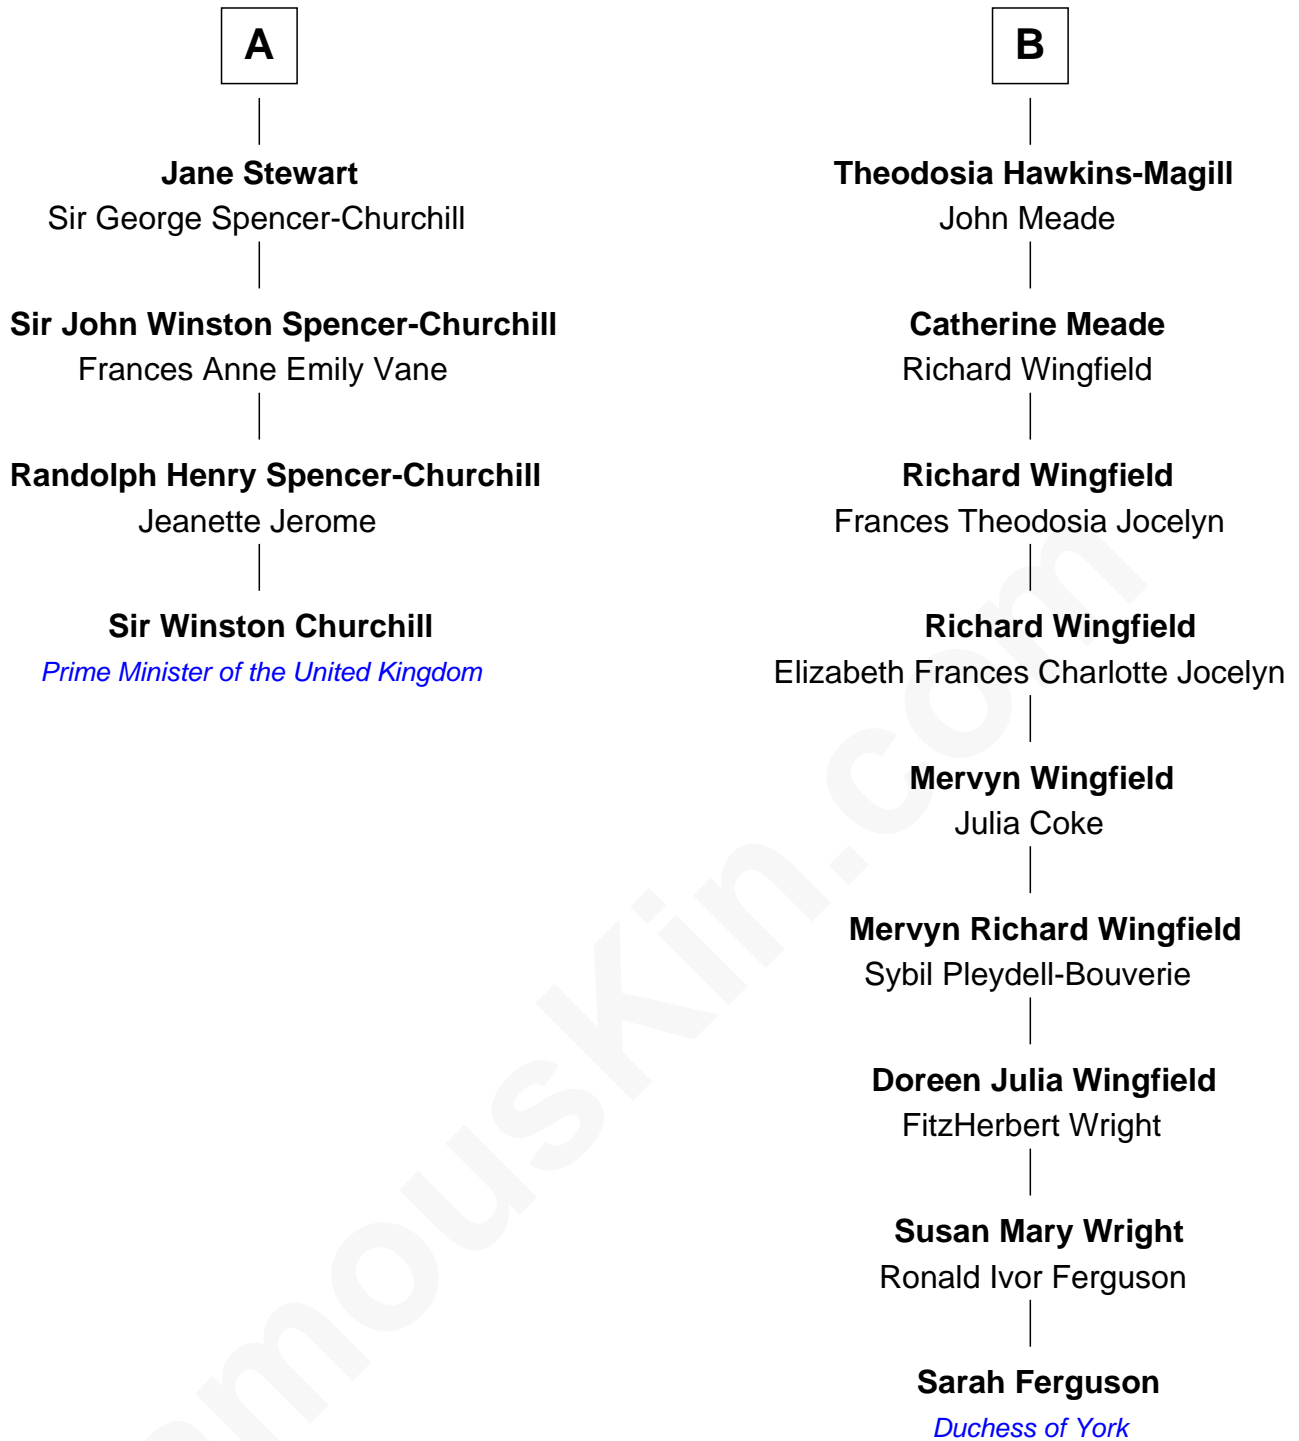 A
Jane Stewart
Sir George Spencer-Churchill
Sir John Winston Spencer-Churchill
Frances Anne Emily Vane
Randolph Henry Spencer-Churchill
Jeanette Jerome
Sir Winston Churchill
Prime Minister of the United Kingdom
B
Theodosia Hawkins-Magill
John Meade
Catherine Meade
Richard Wingfield
Richard Wingfield
Frances Theodosia Jocelyn
Richard Wingfield
Elizabeth Frances Charlotte Jocelyn
Mervyn Wingfield
Julia Coke
Mervyn Richard Wingfield
Sybil Pleydell-Bouverie
Doreen Julia Wingfield
FitzHerbert Wright
Susan Mary Wright
Ronald Ivor Ferguson
Sarah Ferguson
Duchess of York
amousKin.com